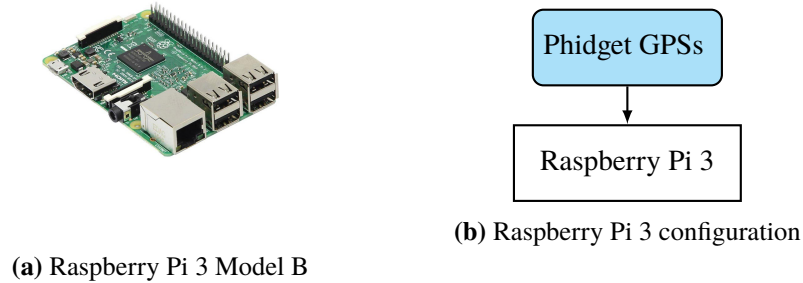 Phidget GPSs
Raspberry Pi 3
(b) Raspberry Pi 3 configuration
(a) Raspberry Pi 3 Model B